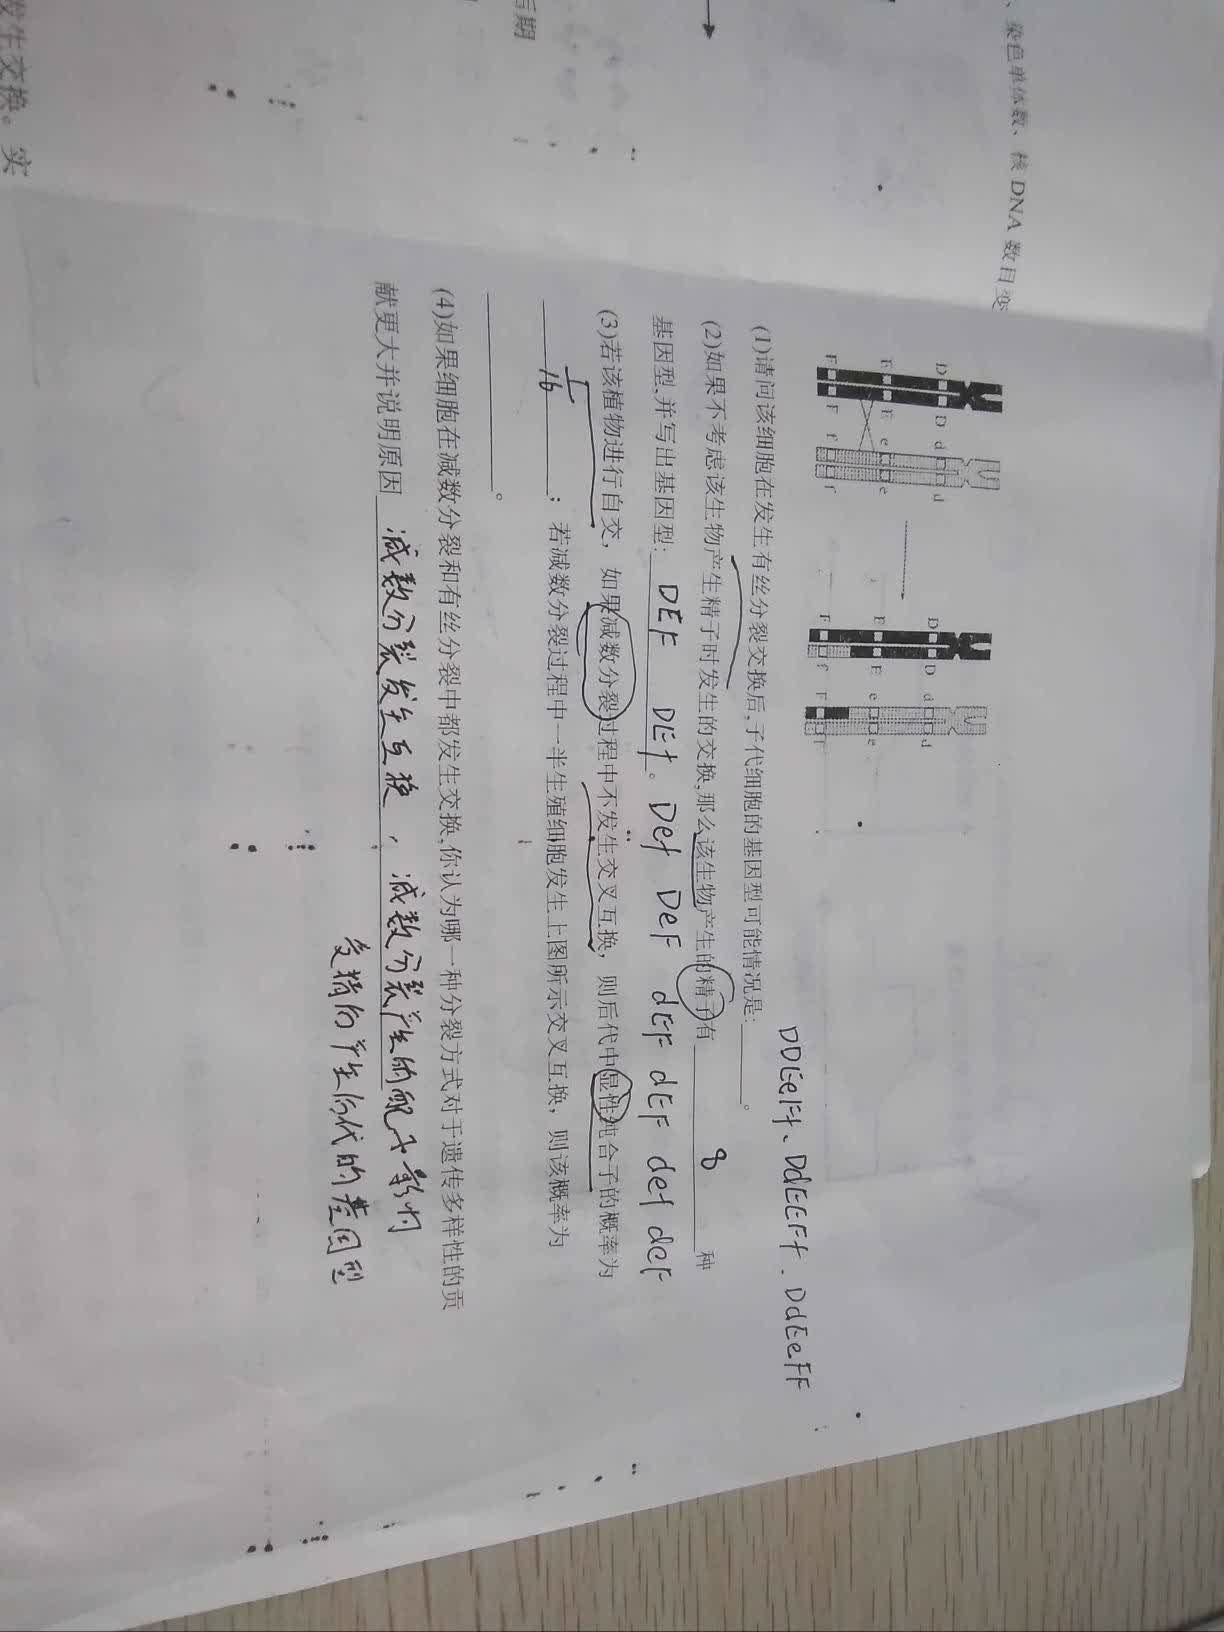 、染色单体数、核 DNA 数目变
后期
发生交换。实
D D d d D D d d
E E e e E E e e
F F f f F f F f
(1)请问该细胞在发生有丝分裂交换后,子代细胞的基因型可能情况是:________。
DDEeFf、DdEEFf、DdEeFF
(2)如果不考虑该生物产生精子时发生的交换,那么该生物产生的精子有 8 种
基因型,并写出基因型: DEF DEf 。 Def DeF dEF dEF def deF
(3)若该植物进行自交，如果减数分裂过程中不发生交叉互换，则后代中显性纯合子的概率为
1/16 ；若减数分裂过程中一半生殖细胞发生上图所示交叉互换，则该概率为
________。
(4)如果细胞在减数分裂和有丝分裂中都发生交换,你认为哪一种分裂方式对于遗传多样性的贡
献更大并说明原因 减数分裂发生互换，减数分裂产生的配子影响
受精后产生后代的基因型